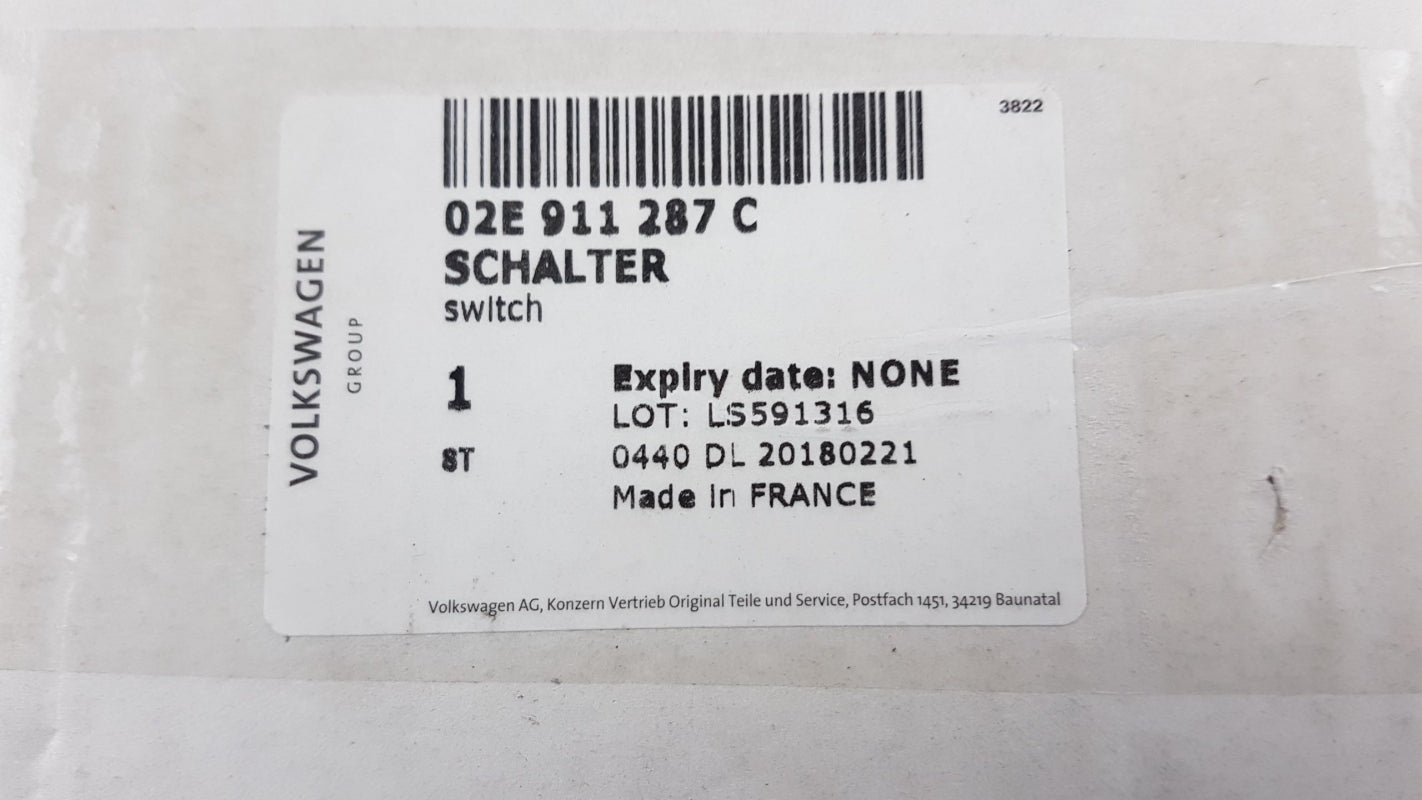 3822
02E 911 287 C
SCHALTER
switch
VOLKSWAGEN
GROUP
1
ST
Expiry date: NONE
LOT: LS591316
0440 DL 20180221
Made in FRANCE
Volkswagen AG, Konzern Vertrieb Original Teile und Service, Postfach 1451, 34219 Baunatal